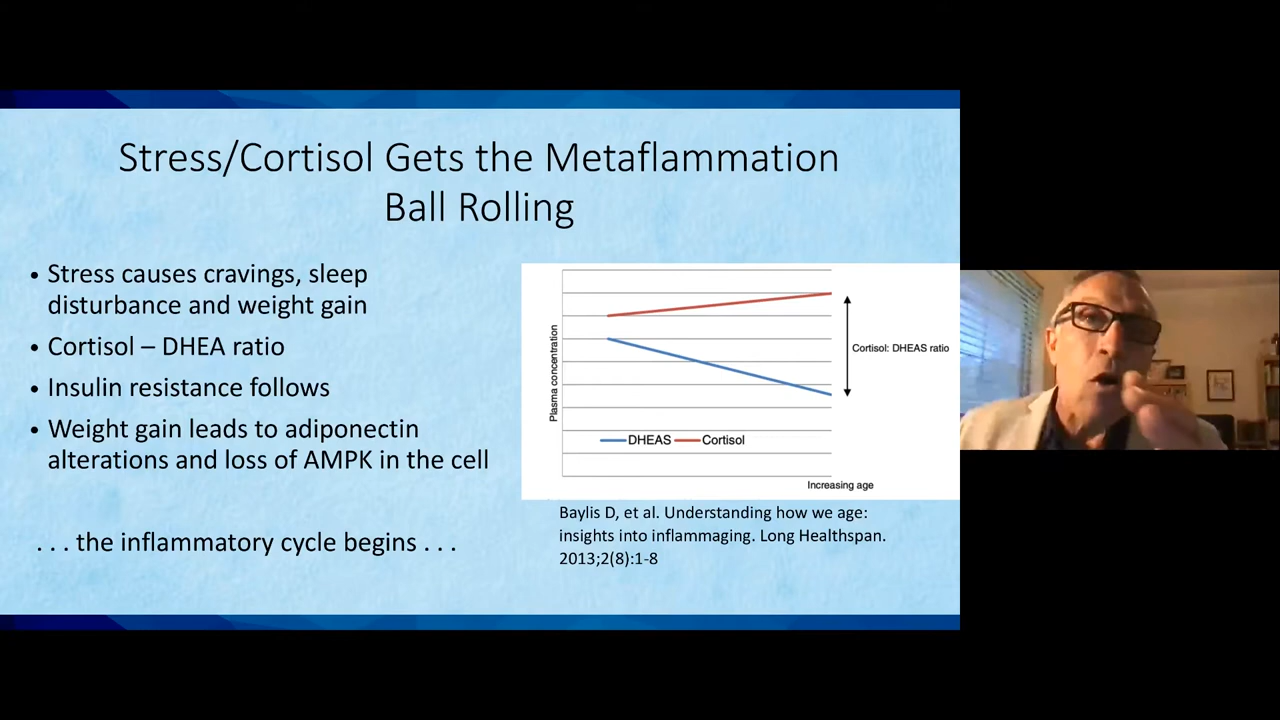 Stress/Cortisol Gets the Metaflammation
Ball Rolling
• Stress causes cravings, sleep
disturbance and weight gain
• Cortisol – DHEA ratio
• Insulin resistance follows
• Weight gain leads to adiponectin
alterations and loss of AMPK in the cell
. . . the inflammatory cycle begins . . .
Plasma concentration
Cortisol: DHEAS ratio
DHEAS Cortisol
Increasing age
Baylis D, et al. Understanding how we age:
insights into inflammaging. Long Healthspan.
2013;2(8):1-8